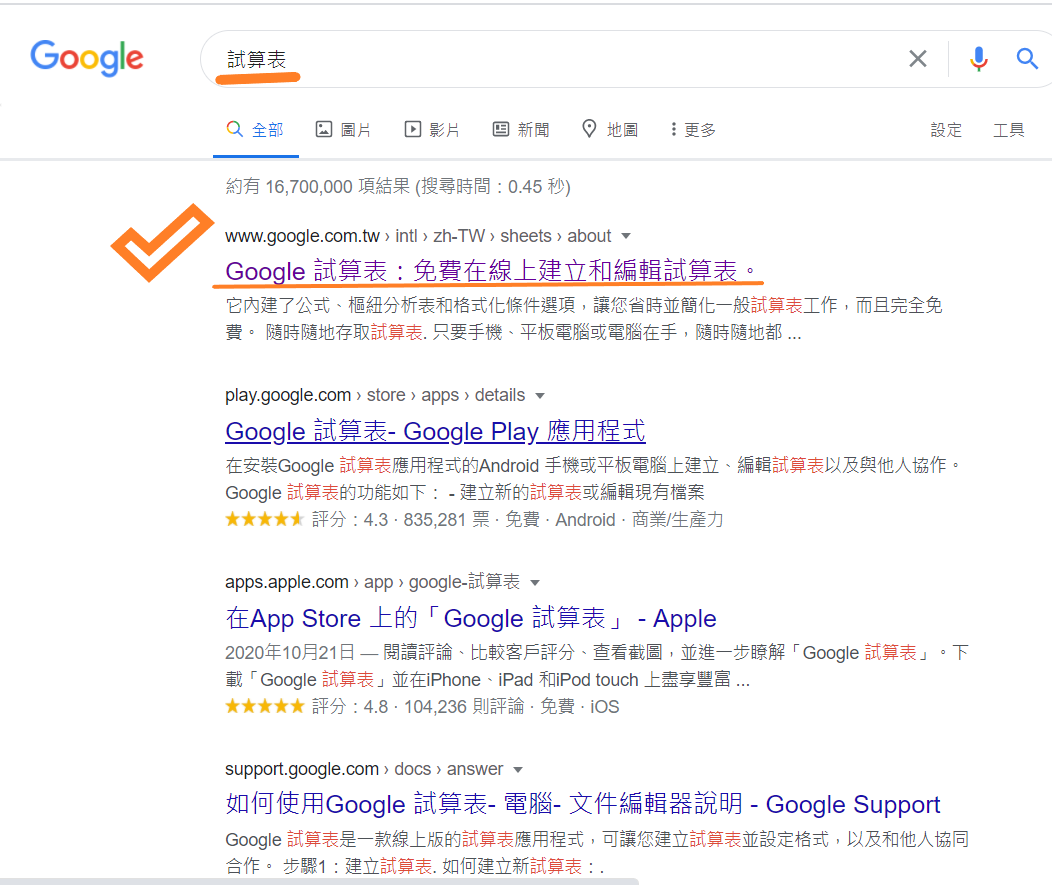 Google
試算表
全部 圖片 影片 新聞 地圖 更多 設定 工具
約有 16,700,000 項結果 (搜尋時間：0.45 秒)
www.google.com.tw › intl › zh-TW › sheets › about
Google 試算表：免費在線上建立和編輯試算表。
它內建了公式、樞紐分析表和格式化條件選項，讓您省時並簡化一般試算表工作，而且完全免
費。 隨時隨地存取試算表. 只要手機、平板電腦或電腦在手，隨時隨地都 ...
play.google.com › store › apps › details
Google 試算表- Google Play 應用程式
在安裝Google 試算表應用程式的Android 手機或平板電腦上建立、編輯試算表以及與他人協作。
Google 試算表的功能如下： - 建立新的試算表或編輯現有檔案
評分：4.3 · 835,281 票 · 免費 · Android · 商業/生產力
apps.apple.com › app › google-試算表
在App Store 上的「Google 試算表」 - Apple
2020年10月21日 — 閱讀評論、比較客戶評分、查看截圖，並進一步瞭解「Google 試算表」。下
載「Google 試算表」並在iPhone、iPad 和iPod touch 上盡享豐富 ...
評分：4.8 · 104,236 則評論 · 免費 · iOS
support.google.com › docs › answer
如何使用Google 試算表- 電腦- 文件編輯器說明 - Google Support
Google 試算表是一款線上版的試算表應用程式，可讓您建立試算表並設定格式，以及和他人協同
合作。 步驟1：建立試算表. 如何建立新試算表：.